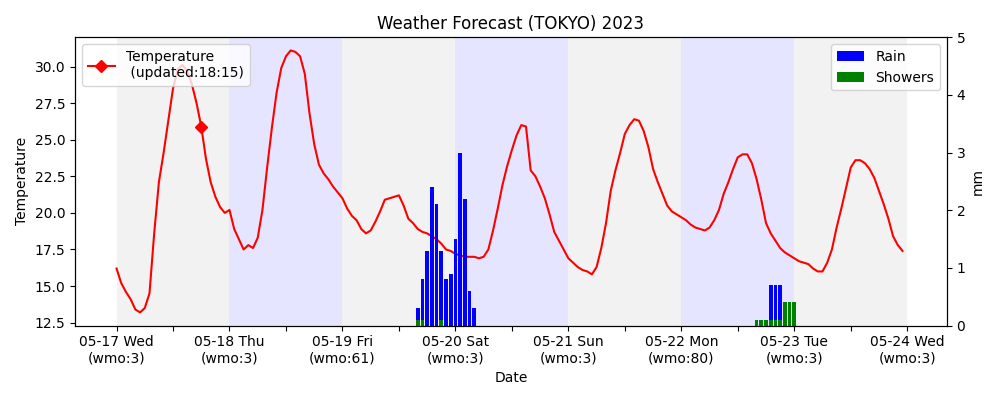 Weather Forecast (TOKYO) 2023
Temperature
(updated:18:15)
Rain
Showers
Temperature
30.0
27.5
25.0
22.5
20.0
17.5
15.0
12.5
5
4
3
2
1
0
mm
05-17 Wed
(wmo:3)
05-18 Thu
(wmo:3)
05-19 Fri
(wmo:61)
05-20 Sat
(wmo:3)
05-21 Sun
(wmo:3)
05-22 Mon
(wmo:80)
05-23 Tue
(wmo:3)
05-24 Wed
(wmo:3)
Date